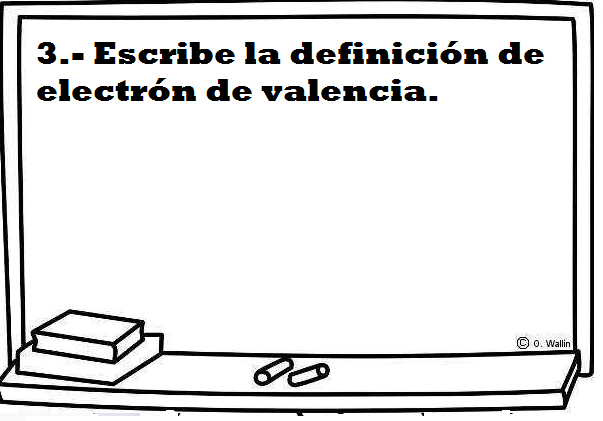 3.- Escribe la definición de
electrón de valencia.
© O. Wallin